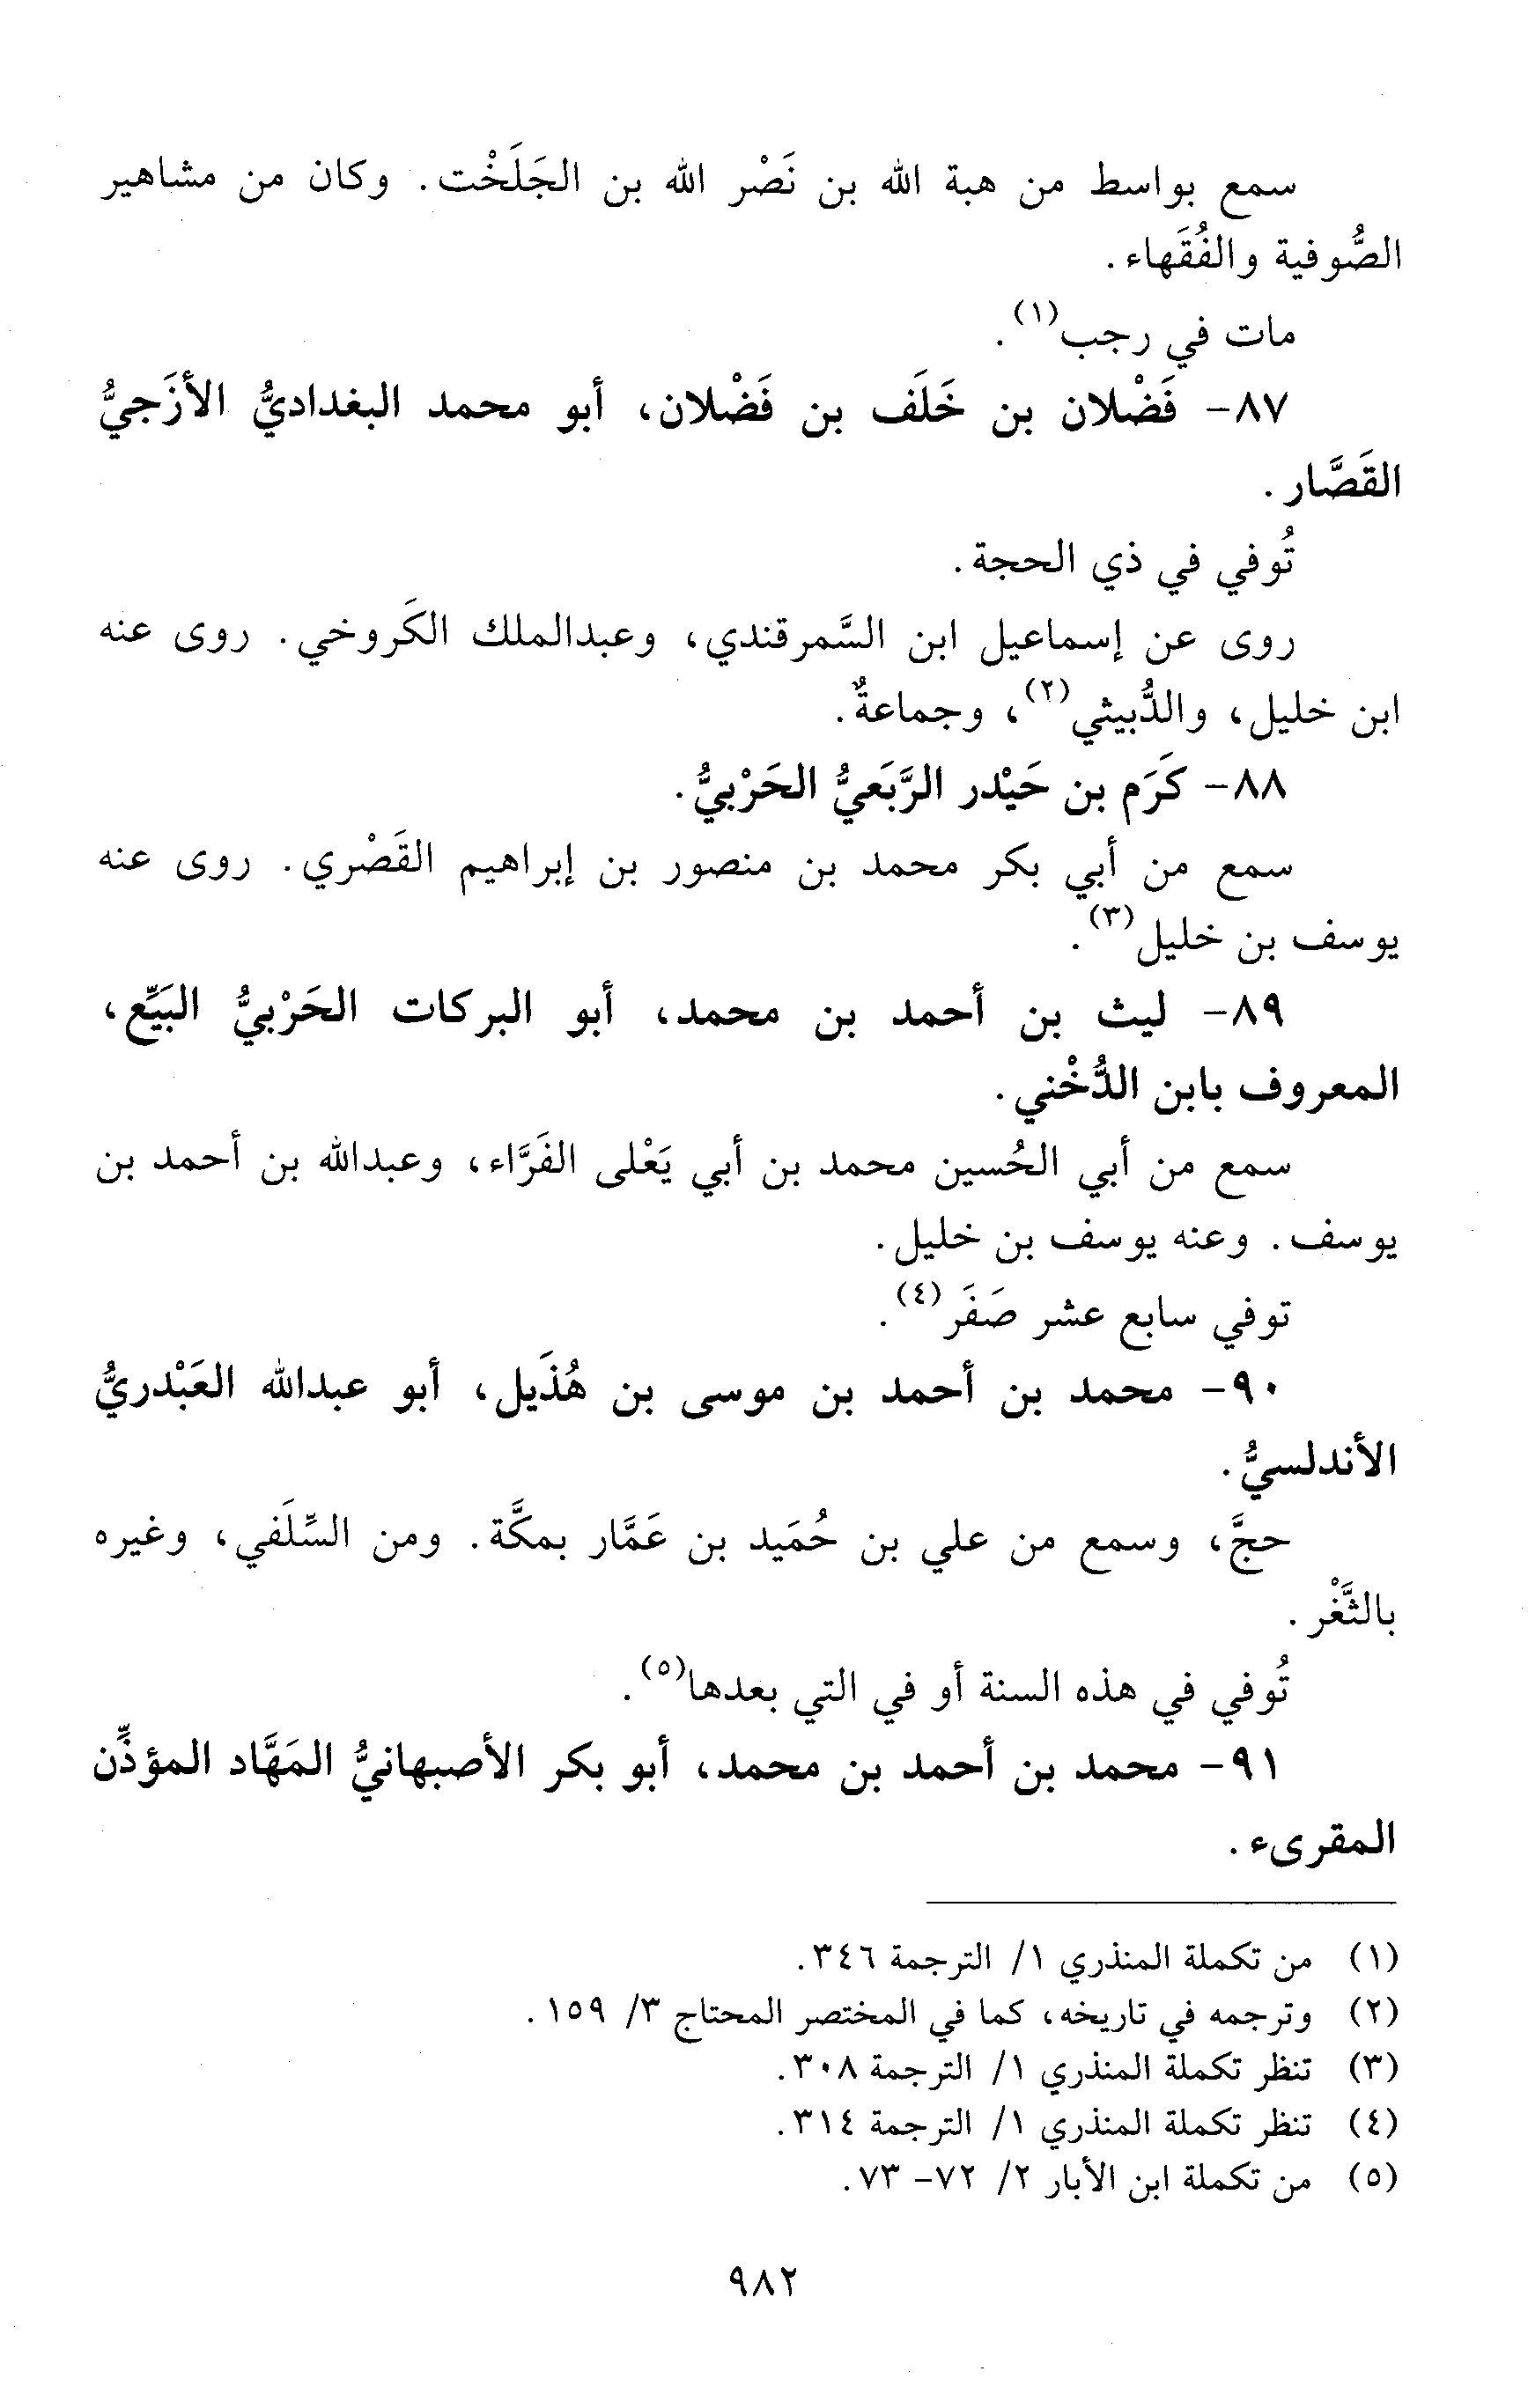 سمع بواسط من هبة الله بن نَصْر الله بن الجَلَخْت. وكان من مشاهير
الصُّوفية والفُقَهاء.
مات في رجب(١).
٨٧- فَضْلان بن خَلَف بن فَضْلان، أبو محمد البغداديُّ الأزَجيُّ
القَصَّار.
تُوفي في ذي الحجة.
روى عن إسماعيل ابن السَّمرقندي، وعبدالملك الكَروخي. روى عنه
ابن خليل، والدُّبيثي(٢)، وجماعةٌ.
٨٨- كَرَم بن حَيْدر الرَّبَعيُّ الحَرْبيُّ.
سمع من أبي بكر محمد بن منصور بن إبراهيم القَصْري. روى عنه
يوسف بن خليل(٣).
٨٩- ليث بن أحمد بن محمد، أبو البركات الحَرْبيُّ البَيِّع،
المعروف بابن الدُّخْني.
سمع من أبي الحُسين محمد بن أبي يَعْلى الفَرَّاء، وعبدالله بن أحمد بن
يوسف. وعنه يوسف بن خليل.
توفي سابع عشر صَفَر(٤).
٩٠- محمد بن أحمد بن موسى بن هُذَيل، أبو عبدالله العَبْدريُّ
الأندلسيُّ.
حجَّ، وسمع من علي بن حُمَيد بن عَمَّار بمكَّة. ومن السِّلَفي، وغيره
بالثَّغْر.
تُوفي في هذه السنة أو في التي بعدها(٥).
٩١- محمد بن أحمد بن محمد، أبو بكر الأصبهانيُّ المَهَّاد المؤذِّن
المقرىء.
(١) من تكملة المنذري ١/ الترجمة ٣٤٦.
(٢) وترجمه في تاريخه، كما في المختصر المحتاج ٣/ ١٥٩.
(٣) تنظر تكملة المنذري ١/ الترجمة ٣٠٨.
(٤) تنظر تكملة المنذري ١/ الترجمة ٣١٤.
(٥) من تكملة ابن الأبار ٢/ ٧٢- ٧٣.
٩٨٢